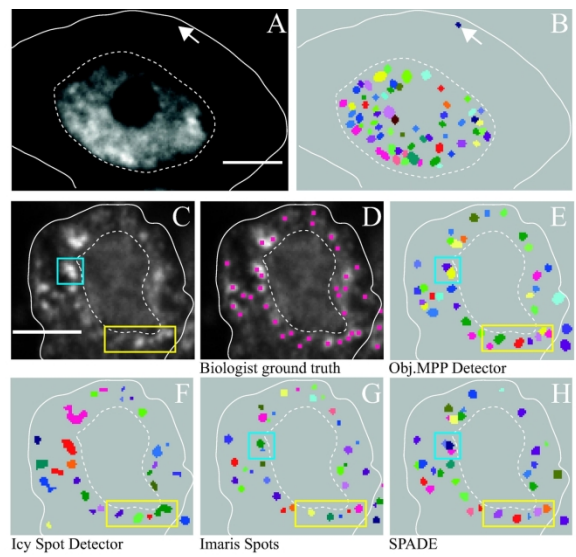 A
B
C
D
E
Biologist ground truth
Obj.MPP Detector
F
G
H
Icy Spot Detector
Imaris Spots
SPADE